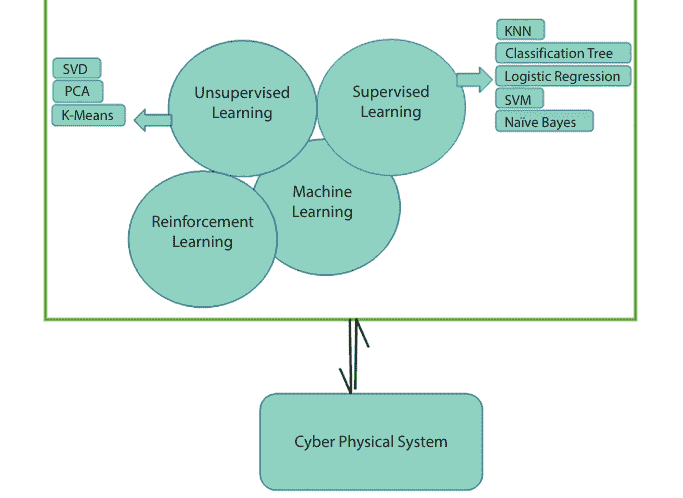 SVD
PCA
K-Means
Unsupervised
Learning
Supervised
Learning
KNN
Classification Tree
Logistic Regression
SVM
Naïve Bayes
Machine
Learning
Reinforcement
Learning
Cyber Physical System